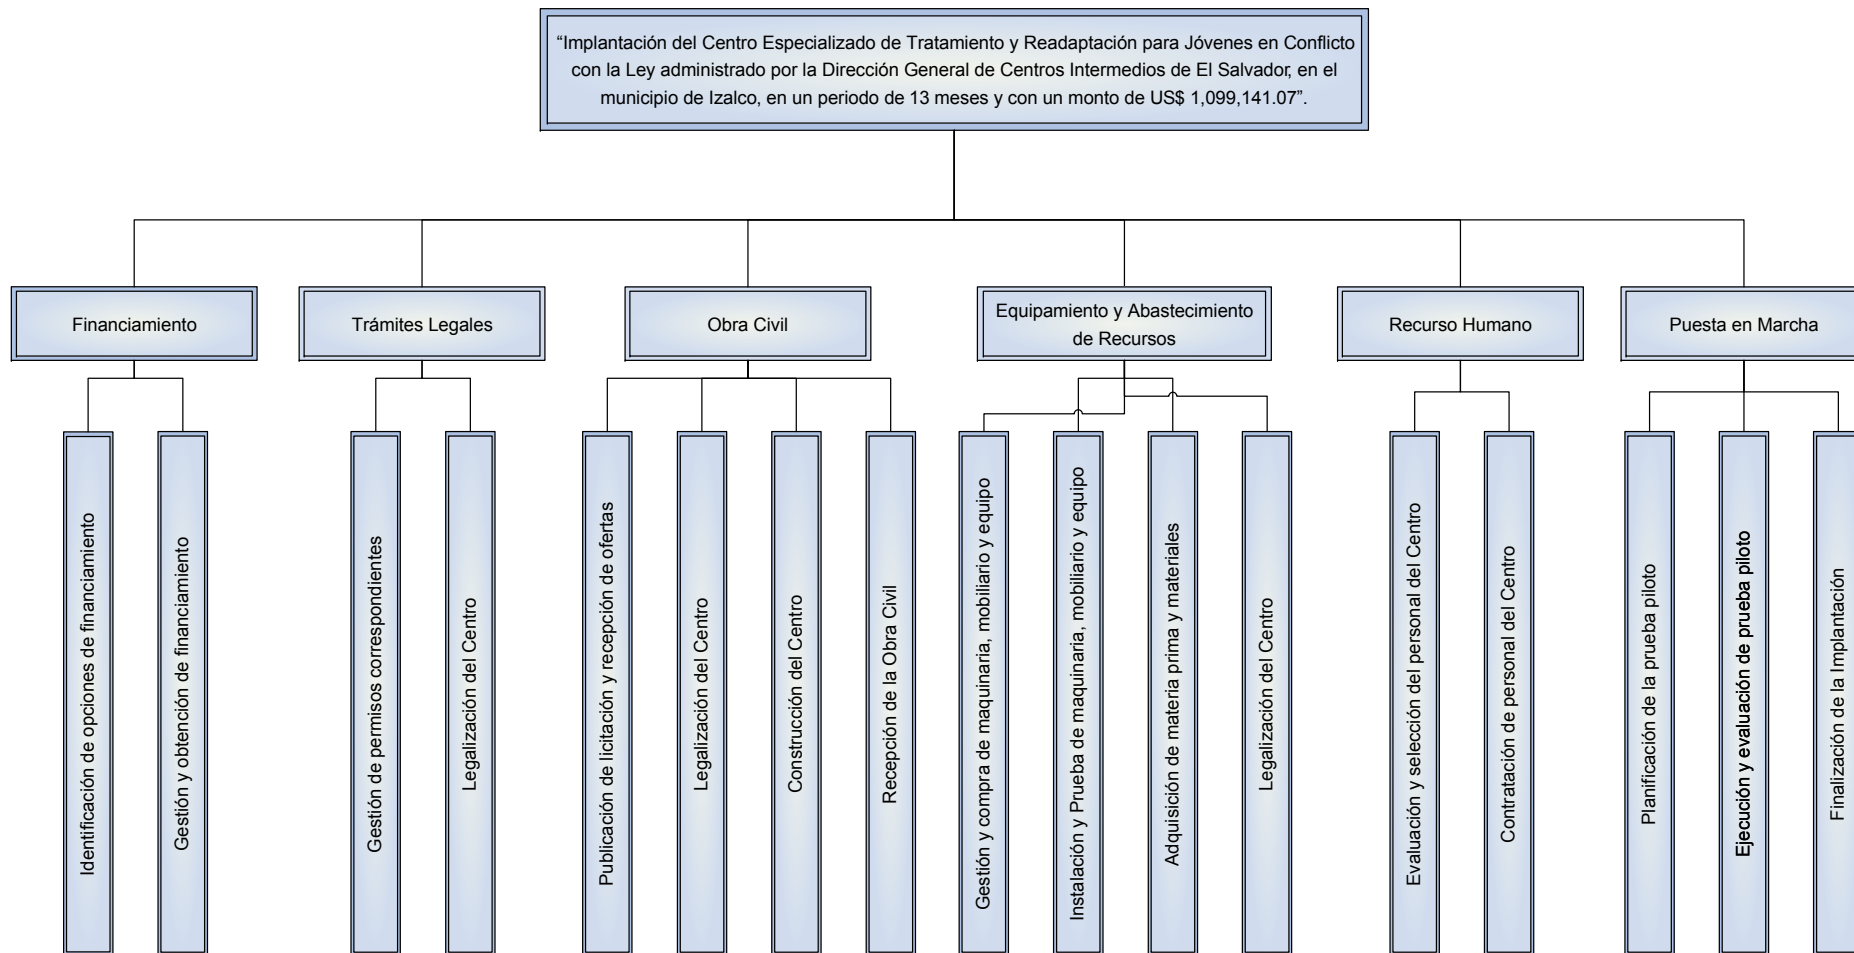 “Implantación del Centro Especializado de Tratamiento y Readaptación para Jóvenes en Conflicto
con la Ley administrado por la Dirección General de Centros Intermedios de El Salvador, en el
municipio de Izalco, en un periodo de 13 meses y con un monto de US$ 1,099,141.07”.
Financiamiento
Trámites Legales
Obra Civil
Equipamiento y Abastecimiento
de Recursos
Recurso Humano
Puesta en Marcha
Identificación de opciones de financiamiento
Gestión y obtención de financiamiento
Gestión de permisos correspondientes
Legalización del Centro
Publicación de licitación y recepción de ofertas
Legalización del Centro
Construcción del Centro
Recepción de la Obra Civil
Gestión y compra de maquinaria, mobiliario y equipo
Instalación y Prueba de maquinaria, mobiliario y equipo
Adquisición de materia prima y materiales
Legalización del Centro
Evaluación y selección del personal del Centro
Contratación de personal del Centro
Planificación de la prueba piloto
Ejecución y evaluación de prueba piloto
Finalización de la Implantación